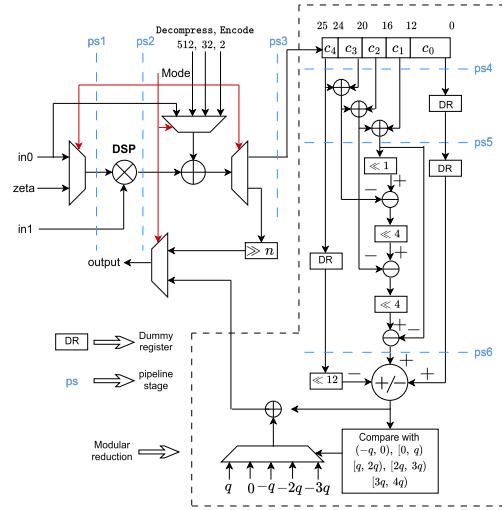 Decompress, Encode
512, 32, 2
25 24 20 16 12 0
c4 c3 c2 c1 c0
ps1 ps2 ps3
ps4
Mode
DR
ps5
DSP
in0
≪ 1
DR
+
zeta
−
in1
≪ 4
≫ n
+
output
DR
−
≪ 4
+
−
DR
Dummy
register
ps6
+
ps
pipeline
stage
≪ 12
−
+/−
+
Modular
reduction
Compare with
(−q, 0), [0, q)
[q, 2q), [2q, 3q)
[3q, 4q)
q 0 −q −2q −3q